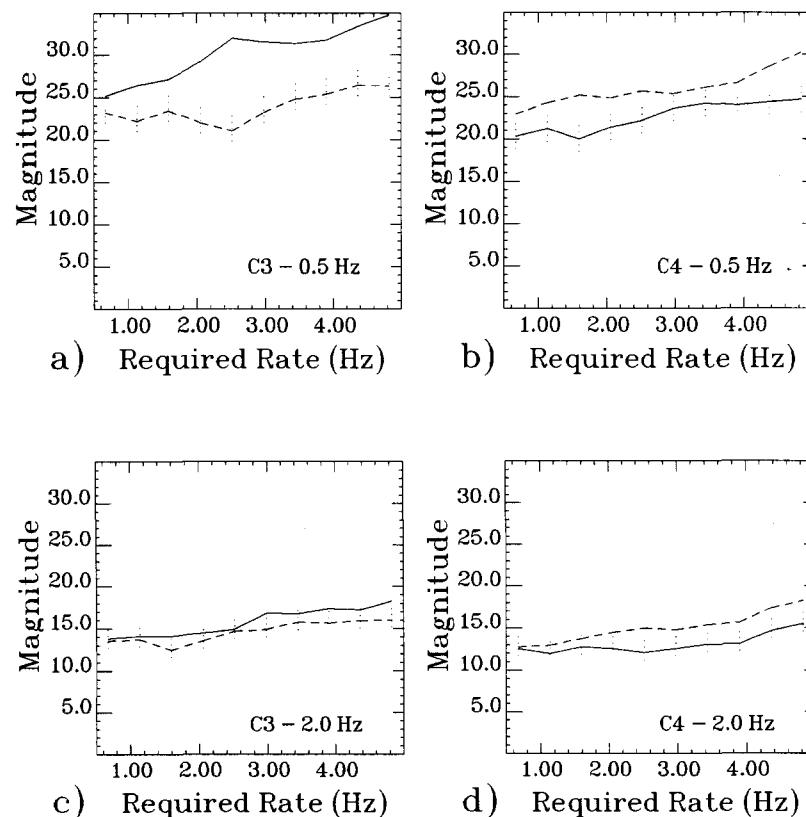 35.0
30.0
25.0
20.0
15.0
10.0
5.0
Magnitude
C3 – 0.5 Hz
1.00 2.00 3.00 4.00
a) Required Rate (Hz)
35.0
30.0
25.0
20.0
15.0
10.0
5.0
Magnitude
C4 – 0.5 Hz
1.00 2.00 3.00 4.00
b) Required Rate (Hz)
30.0
25.0
20.0
15.0
10.0
5.0
Magnitude
C3 – 2.0 Hz
1.00 2.00 3.00 4.00
c) Required Rate (Hz)
30.0
25.0
20.0
15.0
10.0
5.0
Magnitude
C4 – 2.0 Hz
1.00 2.00 3.00 4.00
d) Required Rate (Hz)